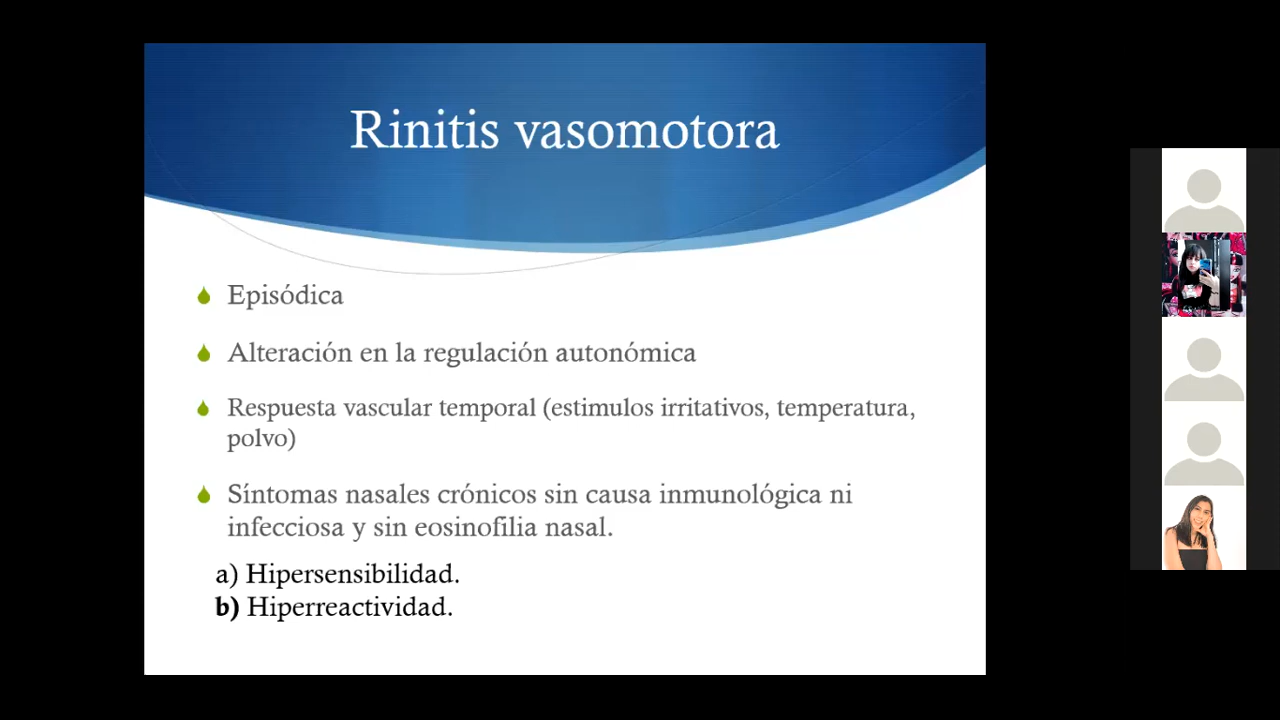 Rinitis vasomotora
Episódica
Alteración en la regulación autonómica
Respuesta vascular temporal (estimulos irritativos, temperatura,
polvo)
Síntomas nasales crónicos sin causa inmunológica ni
infecciosa y sin eosinofilia nasal.
a) Hipersensibilidad.
b) Hiperreactividad.